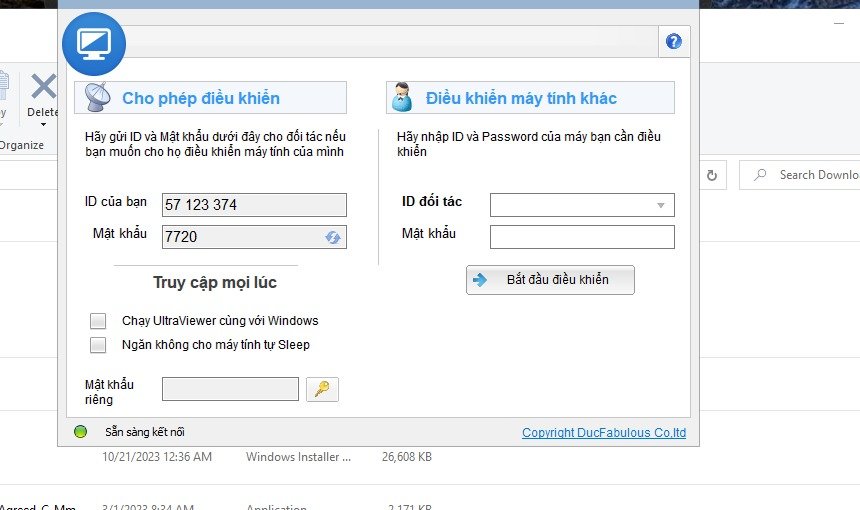 Cho phép điều khiển
Điều khiển máy tính khác
Delete
Organize
Hãy gửi ID và Mật khẩu dưới đây cho đối tác nếu
bạn muốn cho họ điều khiển máy tính của mình
Hãy nhập ID và Password của máy bạn cần điều
khiển
Search Downlo
ID của bạn 57 123 374
ID đối tác
Mật khẩu 7720
Mật khẩu
Truy cập mọi lúc
Bắt đầu điều khiển
Chạy UltraViewer cùng với Windows
Ngăn không cho máy tính tự Sleep
Mật khẩu
riêng
Sẵn sàng kết nối
Copyright DucFabulous Co,ltd
10/21/2023 12:36 AM Windows Installer ... 26,608 KB
3/1/2023 8:34 AM Application 2,171 KB